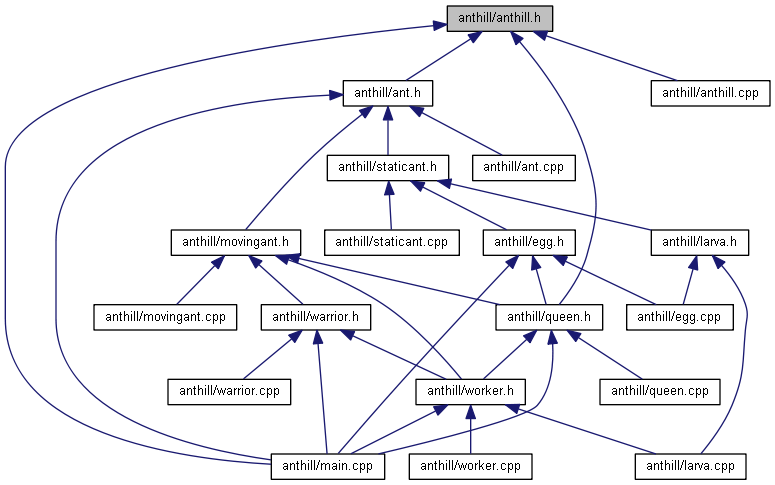 anthill/anthill.h
anthill/ant.h
anthill/anthill.cpp
anthill/staticant.h
anthill/ant.cpp
anthill/movingant.h
anthill/staticant.cpp
anthill/egg.h
anthill/larva.h
anthill/movingant.cpp
anthill/warrior.h
anthill/queen.h
anthill/egg.cpp
anthill/warrior.cpp
anthill/worker.h
anthill/queen.cpp
anthill/main.cpp
anthill/worker.cpp
anthill/larva.cpp